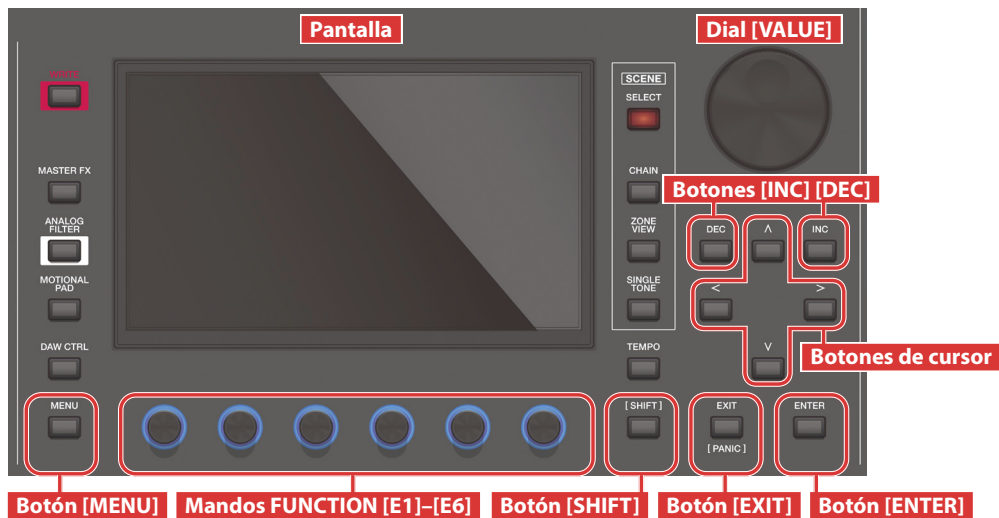 Pantalla
Dial [VALUE]
WRITE
SCENE
SELECT
MASTER FX
CHAIN
Botones [INC] [DEC]
ANALOG
FILTER
ZONE
VIEW
DEC
Λ
INC
MOTIONAL
PAD
SINGLE
TONE
<
>
DAW CTRL
TEMPO
V
Botones de cursor
MENU
[ SHIFT ]
EXIT
ENTER
[ PANIC ]
Botón [MENU]
Mandos FUNCTION [E1]–[E6]
Botón [SHIFT]
Botón [EXIT]
Botón [ENTER]